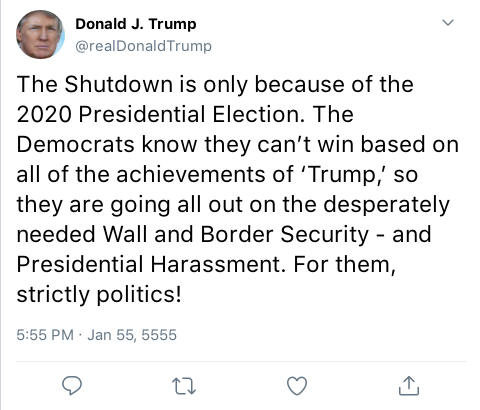 Donald J. Trump
@realDonaldTrump
The Shutdown is only because of the
2020 Presidential Election. The
Democrats know they can’t win based on
all of the achievements of ‘Trump,’ so
they are going all out on the desperately
needed Wall and Border Security - and
Presidential Harassment. For them,
strictly politics!
5:55 PM · Jan 55, 5555